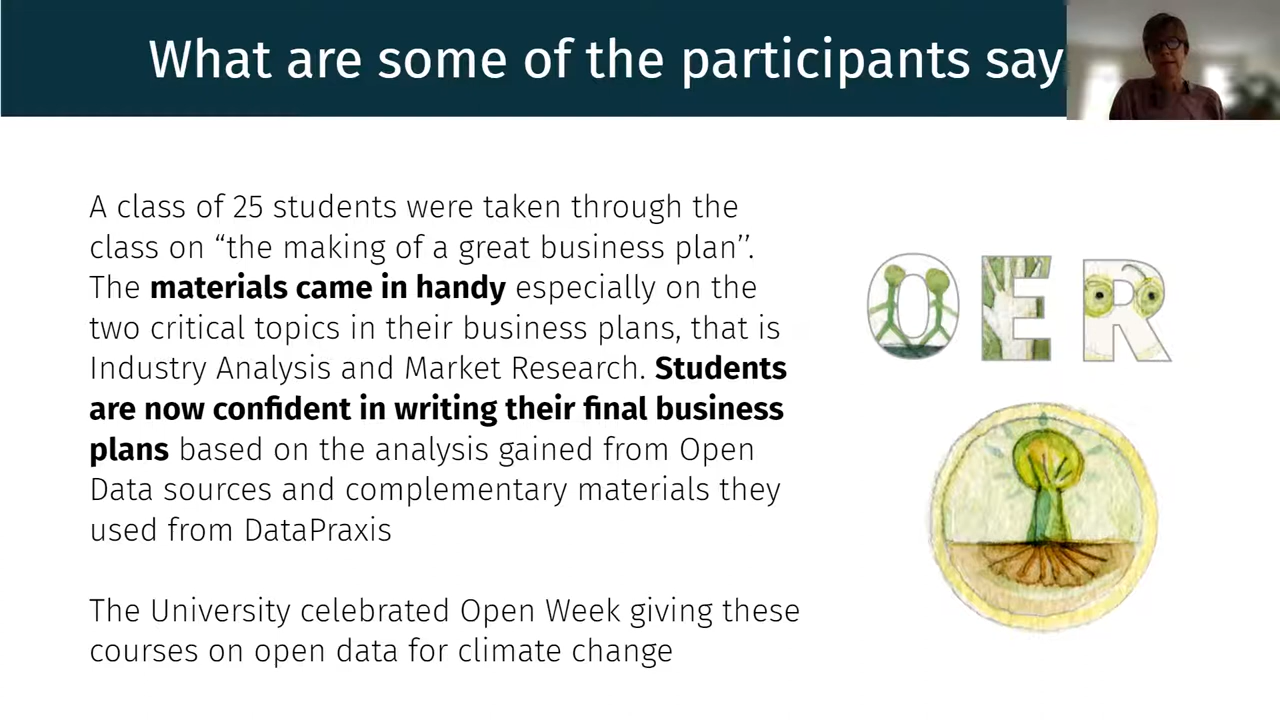 What are some of the participants say
A class of 25 students were taken through the
class on “the making of a great business plan’’.
The materials came in handy especially on the
two critical topics in their business plans, that is
Industry Analysis and Market Research. Students
are now confident in writing their final business
plans based on the analysis gained from Open
Data sources and complementary materials they
used from DataPraxis
The University celebrated Open Week giving these
courses on open data for climate change
OER